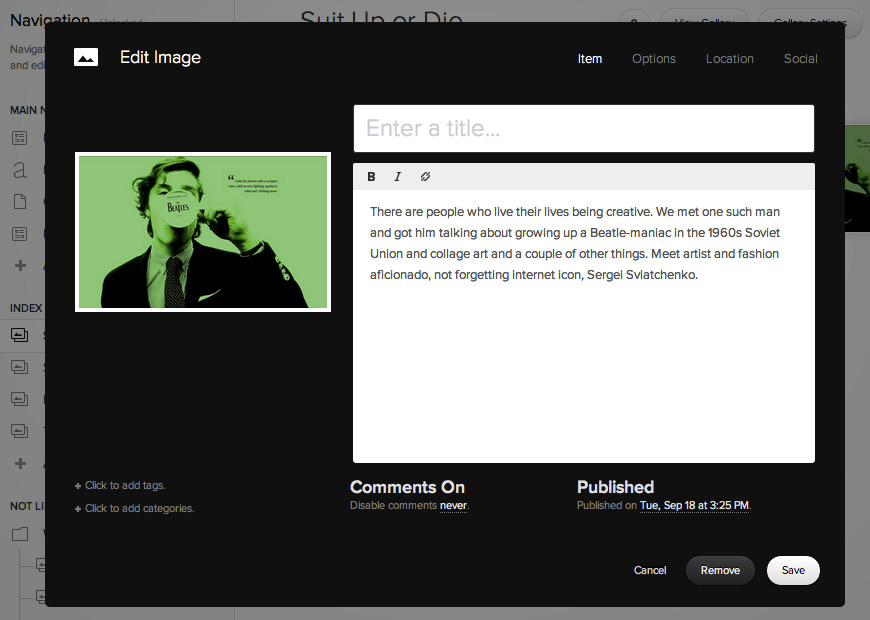 Navigation
Unlocked
Suit Up or Die
View Gallery
Gallery Settings
Navigat
and edi
MAIN N
INDEX
NOT LI
Edit Image
Item
Options
Location
Social
Enter a title...
B I
“
THE
BEATLES
There are people who live their lives being creative. We met one such man
and got him talking about growing up a Beatle-maniac in the 1960s Soviet
Union and collage art and a couple of other things. Meet artist and fashion
aficionado, not forgetting internet icon, Sergei Sviatchenko.
+ Click to add tags.
+ Click to add categories.
Comments On
Disable comments never.
Published
Published on Tue, Sep 18 at 3:25 PM.
Cancel
Remove
Save